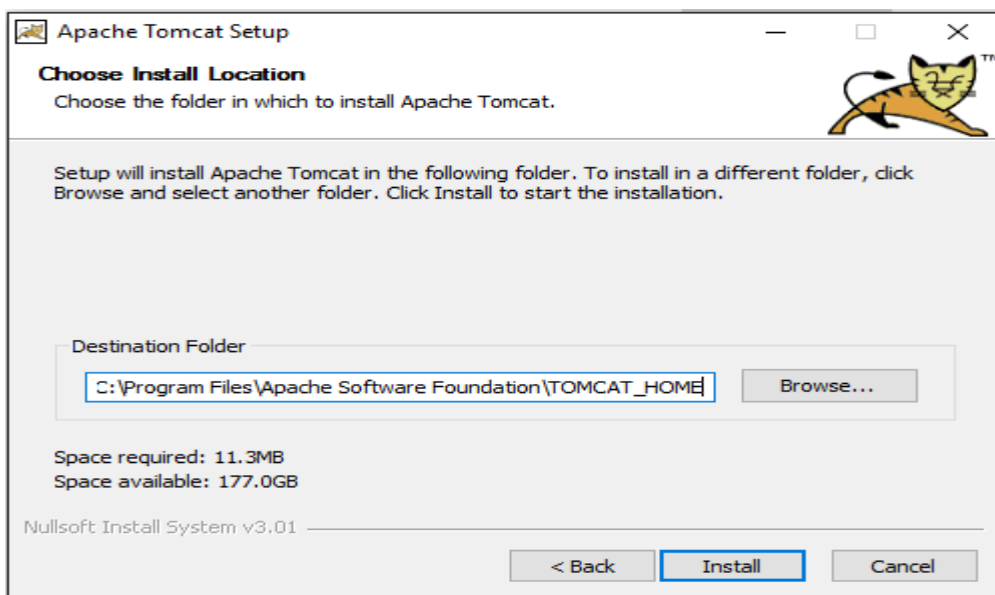 Apache Tomcat Setup
Choose Install Location
Choose the folder in which to install Apache Tomcat.
TM
Setup will install Apache Tomcat in the following folder. To install in a different folder, click
Browse and select another folder. Click Install to start the installation.
Destination Folder
C:\Program Files\Apache Software Foundation\TOMCAT_HOME
Browse...
Space required: 11.3MB
Space available: 177.0GB
Nullsoft Install System v3.01
< Back
Install
Cancel